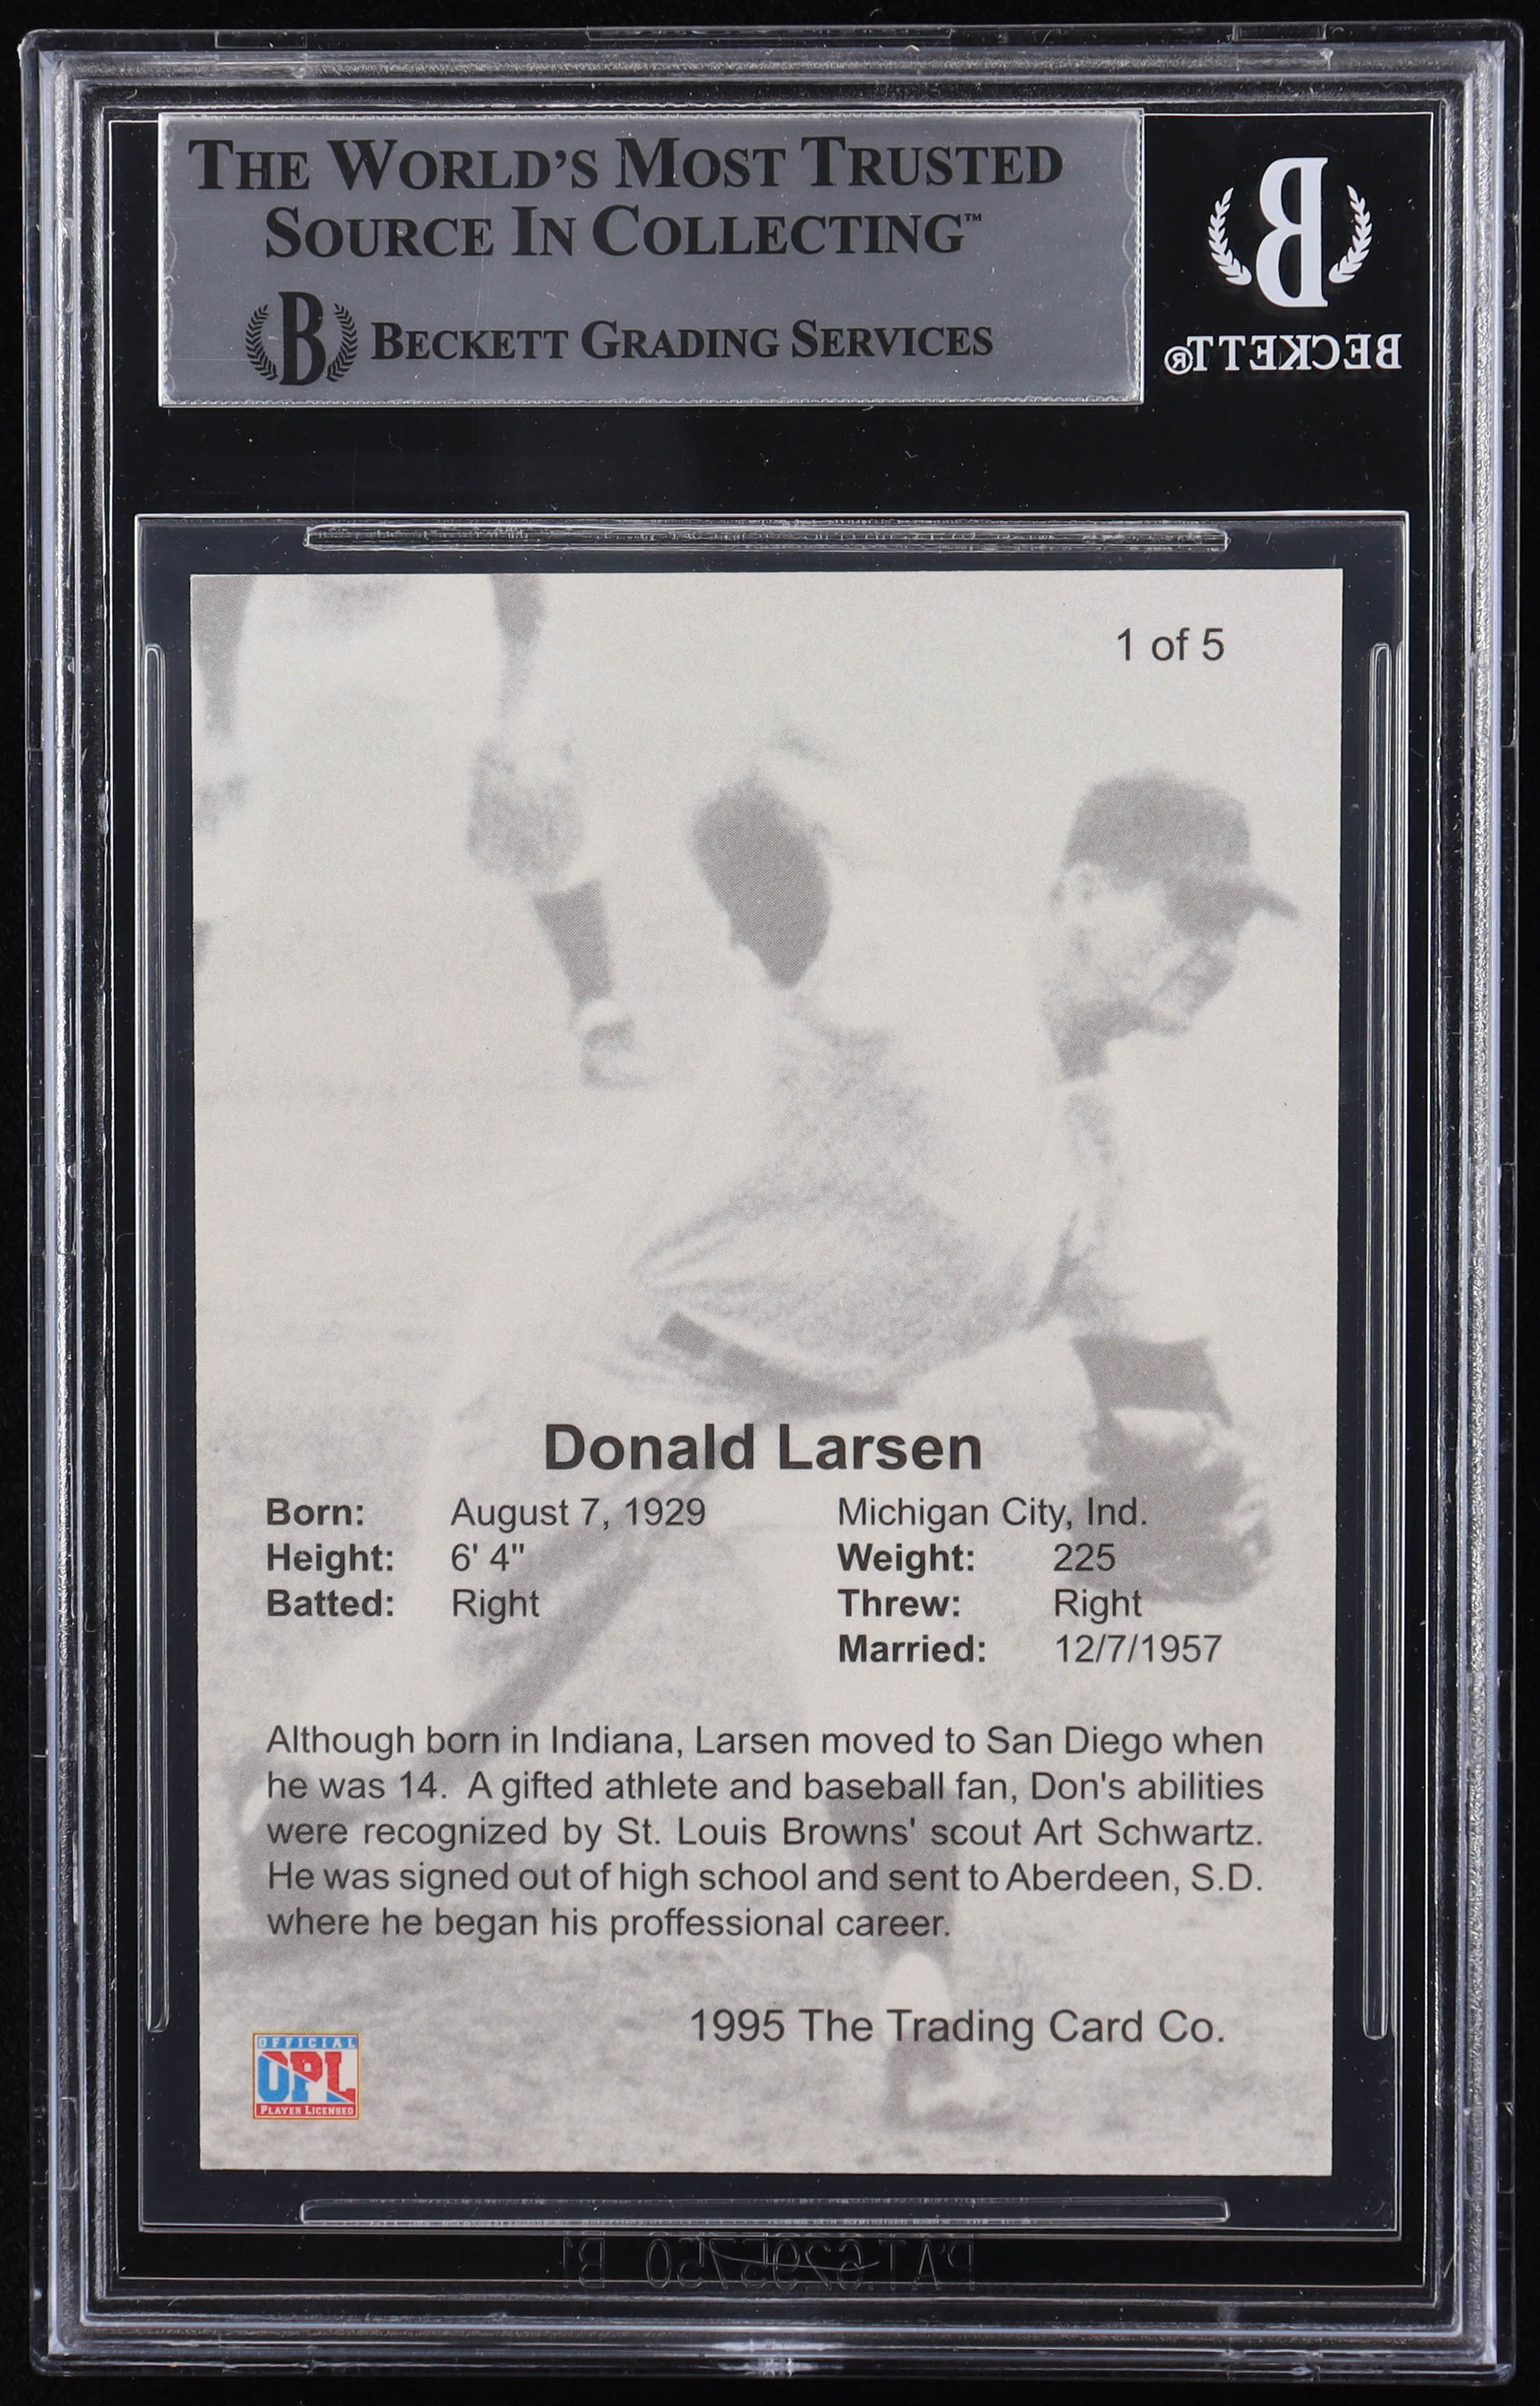 THE WORLD'S MOST TRUSTED
SOURCE IN COLLECTING™
B BECKETT GRADING SERVICES
B
BECKETT®
1 of 5
Donald Larsen
Born: August 7, 1929 Michigan City, Ind.
Height: 6' 4" Weight: 225
Batted: Right Threw: Right
Married: 12/7/1957
Although born in Indiana, Larsen moved to San Diego when
he was 14. A gifted athlete and baseball fan, Don's abilities
were recognized by St. Louis Browns' scout Art Schwartz.
He was signed out of high school and sent to Aberdeen, S.D.
where he began his proffessional career.
1995 The Trading Card Co.
OFFICIAL
OPL
PLAYER LICENSED